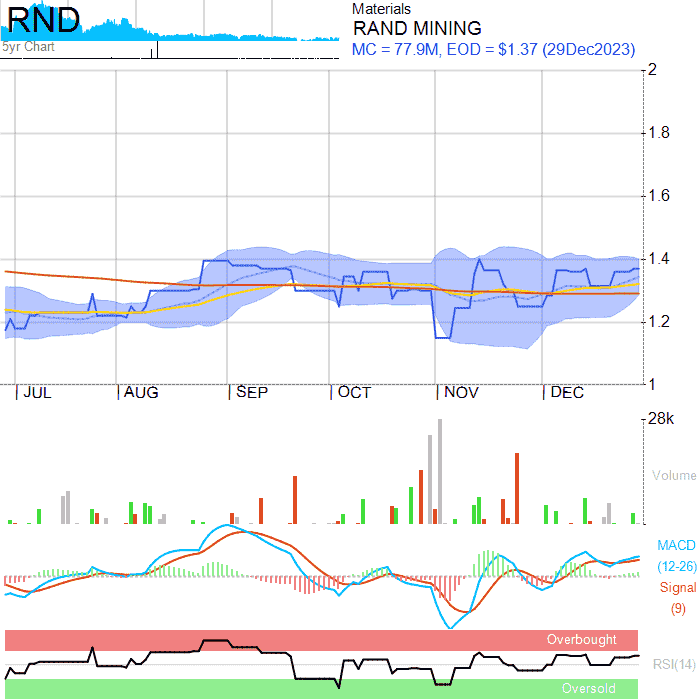 RND
5yr Chart
Materials
RAND MINING
MC = 77.9M, EOD = $1.37 (29Dec2023)
2
1.8
1.6
1.4
1.2
1
JUL AUG SEP OCT NOV DEC
28k
Volume
MACD
(12-26)
Signal
(9)
Overbought
RSI(14)
Oversold